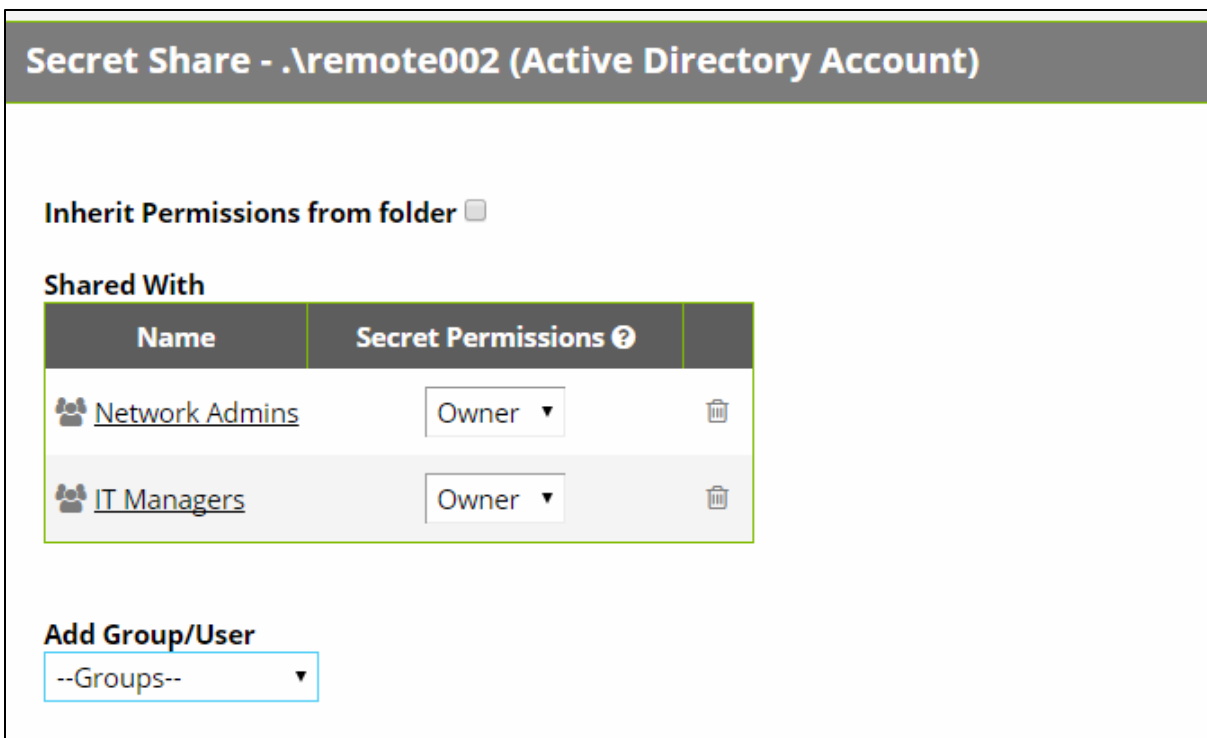 Secret Share - .\remote002 (Active Directory Account)
Inherit Permissions from folder
Shared With
Name Secret Permissions ?
Network Admins Owner
IT Managers Owner
Add Group/User
--Groups--